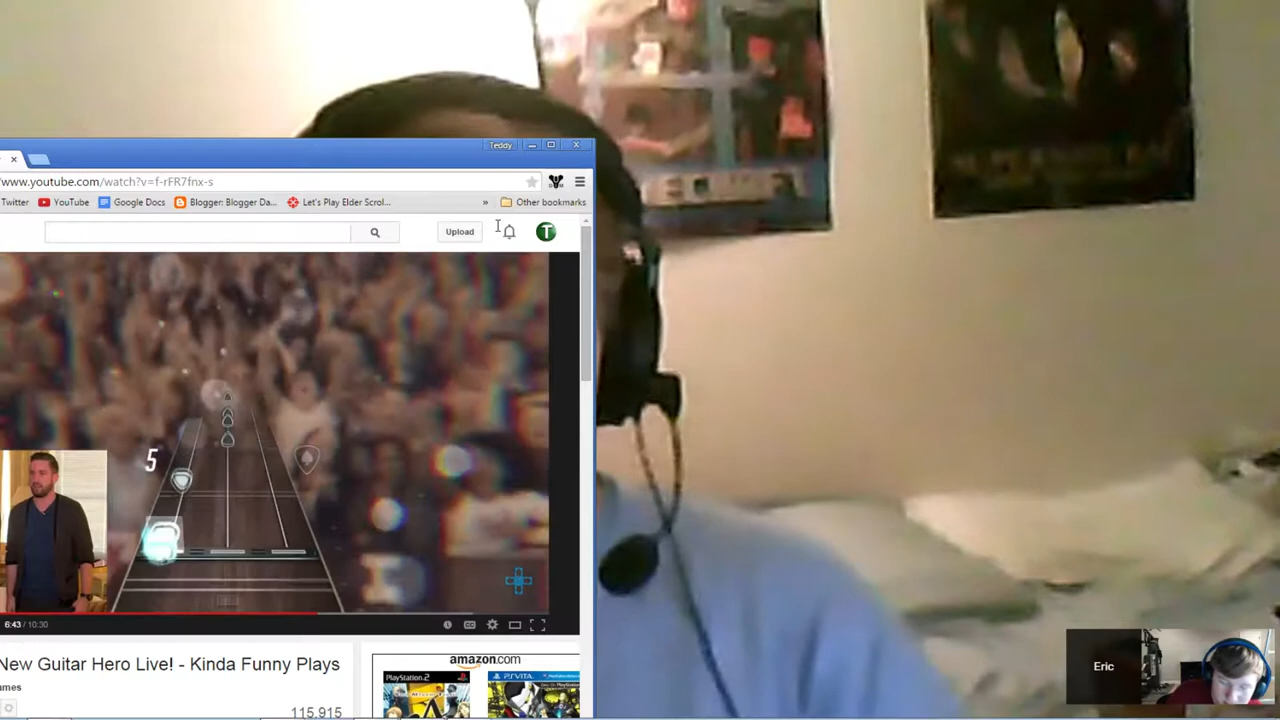 Teddy
/www.youtube.com/watch?v=f-rFR7fnx-s
Twitter YouTube Google Docs Blogger: Blogger Da... Let's Play Elder Scrol... » Other bookmarks
Upload T
5
6:43 / 10:30
New Guitar Hero Live! - Kinda Funny Plays
ames
115,915
amazon.com
PlayStation.2
PSVITA
Eric